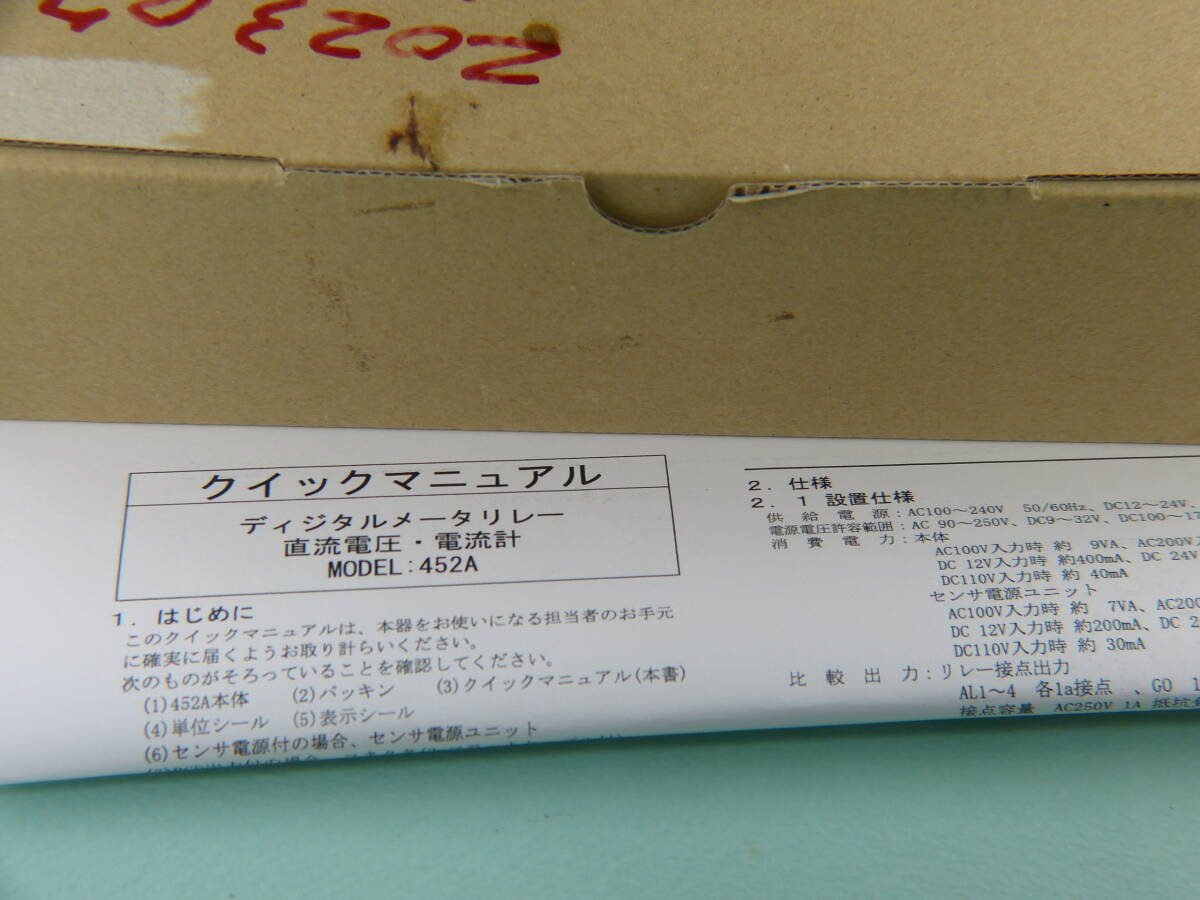 202307
クイックマニュアル
ディジタルメータリレー
直流電圧・電流計
MODEL:452A
1. はじめに
このクイックマニュアルは、本器をお使いになる担当者のお手元
に確実に届くようお取り計らいください。
次のものがそろっていることを確認してください。
(1)452A本体 (2)パッキン (3)クイックマニュアル(本書)
(4)単位シール (5)表示シール
(6)センサ電源付の場合、センサ電源ユニット
2. 仕様
2. 1 設置仕様
供給電源:AC100～240V 50/60Hz、DC12～24V、
電源電圧許容範囲:AC 90～250V、DC9～32V、DC100～17
消費電力:本体
AC100V入力時 約 9VA、AC200V
DC 12V入力時 約400mA、DC 24V
DC110V入力時 約 40mA
センサ電源ユニット
AC100V入力時 約 7VA、AC200
DC 12V入力時 約200mA、DC 2
DC110V入力時 約 30mA
比較出力:リレー接点出力
AL1～4 各1a接点 、GO 1
接点容量 AC250V 1A 抵抗